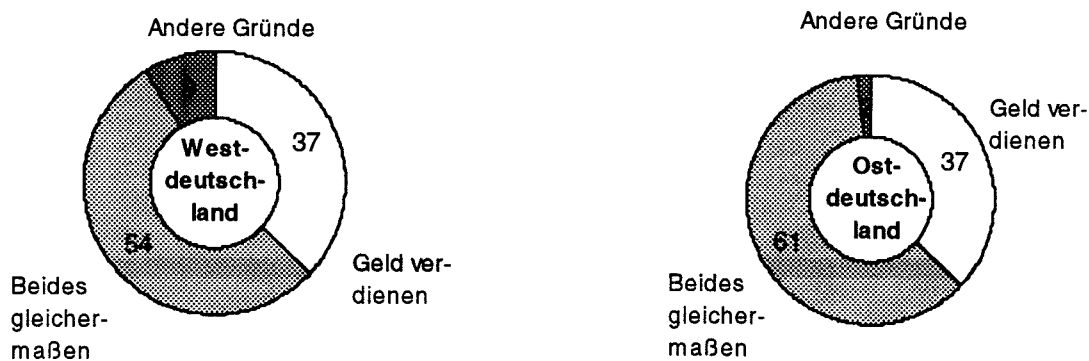 Andere Gründe
37
West-
deutsch-
land
54
Geld ver-
dienen
Beides
gleicher-
maßen
Andere Gründe
Geld ver-
dienen
37
Ost-
deutsch-
land
61
Beides
gleicher-
maßen